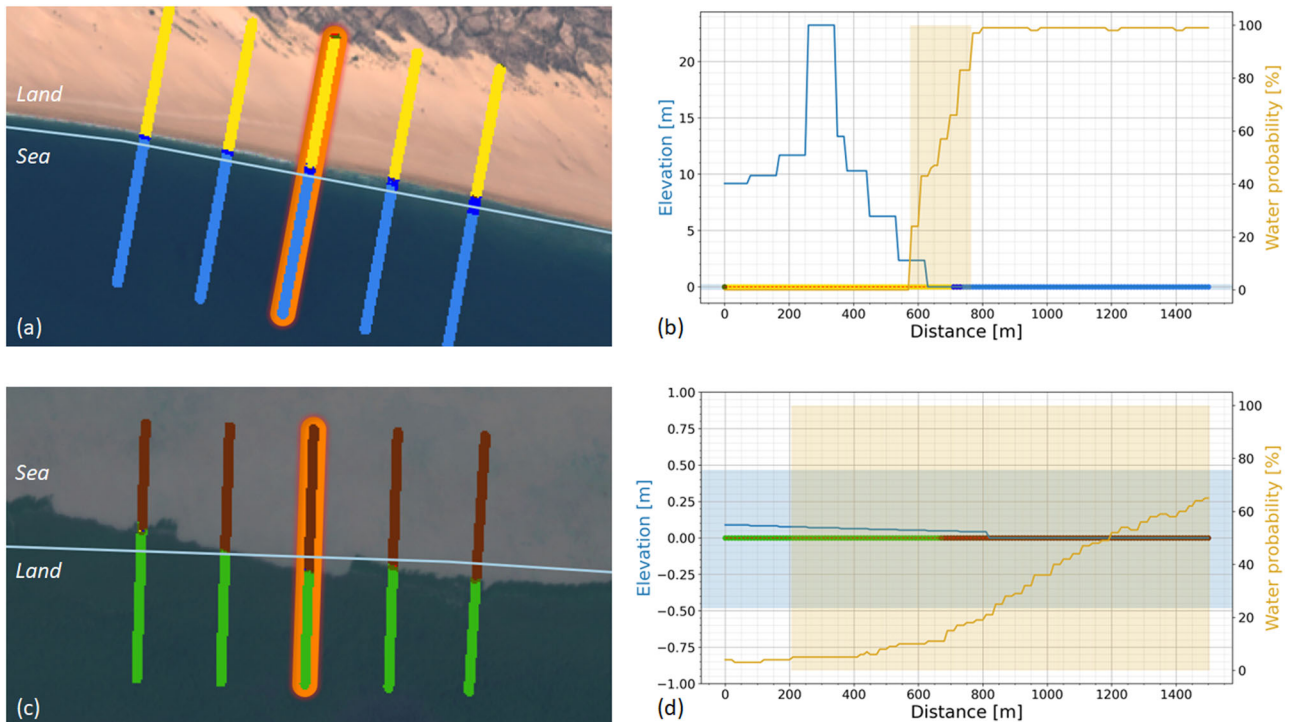 Land
Sea
(a)
Elevation [m]
20
15
10
5
0
100
80
60
40
20
0
Water probability [%]
0 200 400 600 800 1000 1200 1400
Distance [m]
(b)
Sea
Land
(c)
Elevation [m]
1.00
0.75
0.50
0.25
0.00
−0.25
−0.50
−0.75
−1.00
100
80
60
40
20
0
Water probability [%]
0 200 400 600 800 1000 1200 1400
Distance [m]
(d)